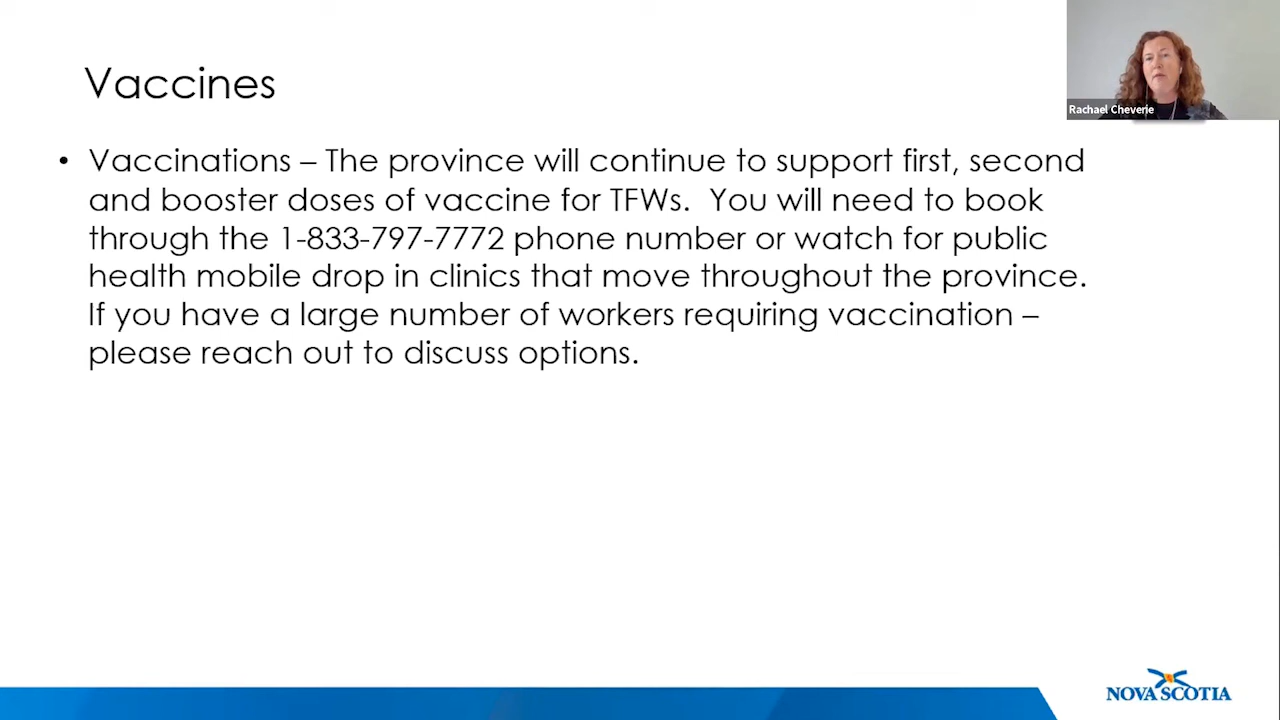 Vaccines
Rachael Cheverie
• Vaccinations – The province will continue to support first, second
and booster doses of vaccine for TFWs.  You will need to book
through the 1-833-797-7772 phone number or watch for public
health mobile drop in clinics that move throughout the province.
If you have a large number of workers requiring vaccination –
please reach out to discuss options.
NOVA SCOTIA